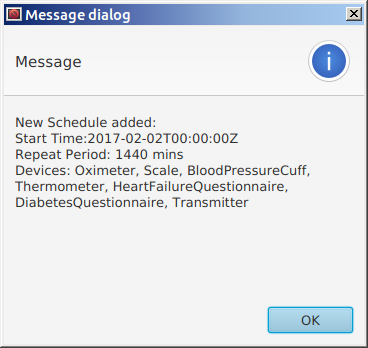 Message dialog
Message
New Schedule added:
Start Time:2017-02-02T00:00:00Z
Repeat Period: 1440 mins
Devices: Oximeter, Scale, BloodPressureCuff,
Thermometer, HeartFailureQuestionnaire,
DiabetesQuestionnaire, Transmitter
OK